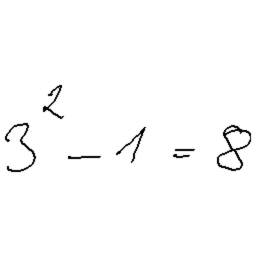 3² - 1 = 8